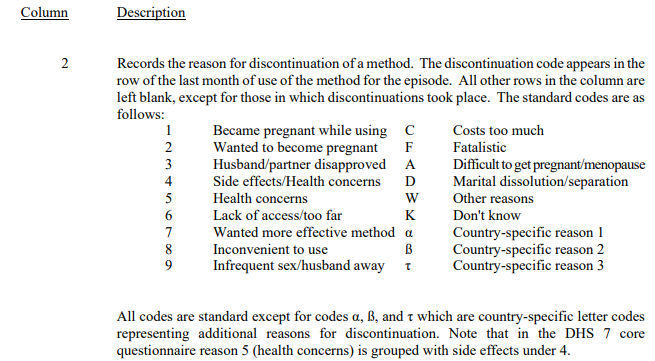 Column Description
2 Records the reason for discontinuation of a method. The discontinuation code appears in the
row of the last month of use of the method for the episode. All other rows in the column are
left blank, except for those in which discontinuations took place. The standard codes are as
follows:
1 Became pregnant while using C Costs too much
2 Wanted to become pregnant F Fatalistic
3 Husband/partner disapproved A Difficult to get pregnant/menopause
4 Side effects/Health concerns D Marital dissolution/separation
5 Health concerns W Other reasons
6 Lack of access/too far K Don't know
7 Wanted more effective method α Country-specific reason 1
8 Inconvenient to use ß Country-specific reason 2
9 Infrequent sex/husband away τ Country-specific reason 3
All codes are standard except for codes α, ß, and τ which are country-specific letter codes
representing additional reasons for discontinuation. Note that in the DHS 7 core
questionnaire reason 5 (health concerns) is grouped with side effects under 4.